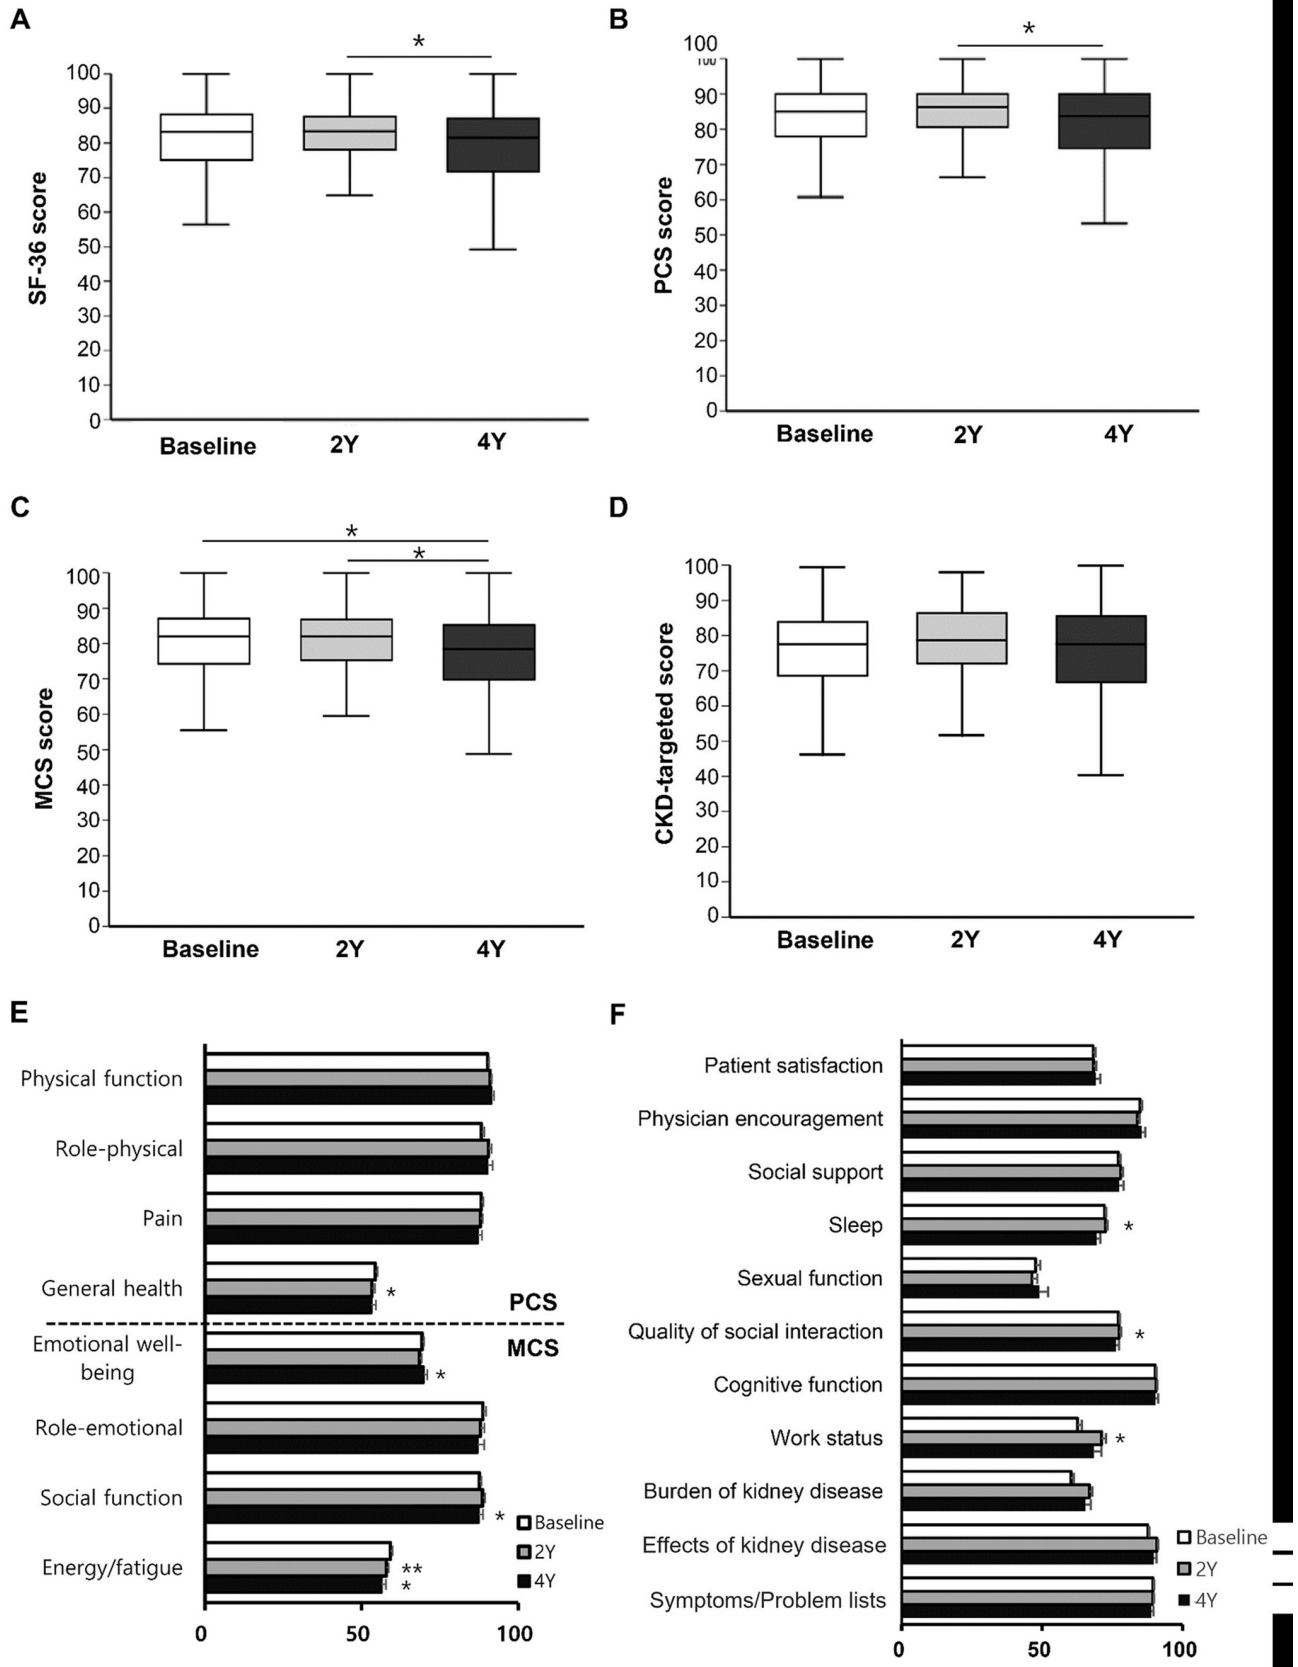 A
*
100
90
80
70
60
50
40
30
20
10
0
SF-36 score
Baseline 2Y 4Y
B
*
100
100
90
80
70
60
50
40
30
20
10
0
PCS score
Baseline 2Y 4Y
C
*
*
100
90
80
70
60
50
40
30
20
10
0
MCS score
Baseline 2Y 4Y
D
100
90
80
70
60
50
40
30
20
10
0
CKD-targeted score
Baseline 2Y 4Y
E
Physical function
Role-physical
Pain
General health *
PCS
MCS
Emotional well-
being *
Role-emotional
Social function *
Energy/fatigue **
*
Baseline
2Y
4Y
0 50 100
F
Patient satisfaction
Physician encouragement
Social support
Sleep *
Sexual function
Quality of social interaction *
Cognitive function
Work status *
Burden of kidney disease
Effects of kidney disease
Symptoms/Problem lists
Baseline
2Y
4Y
0 50 100